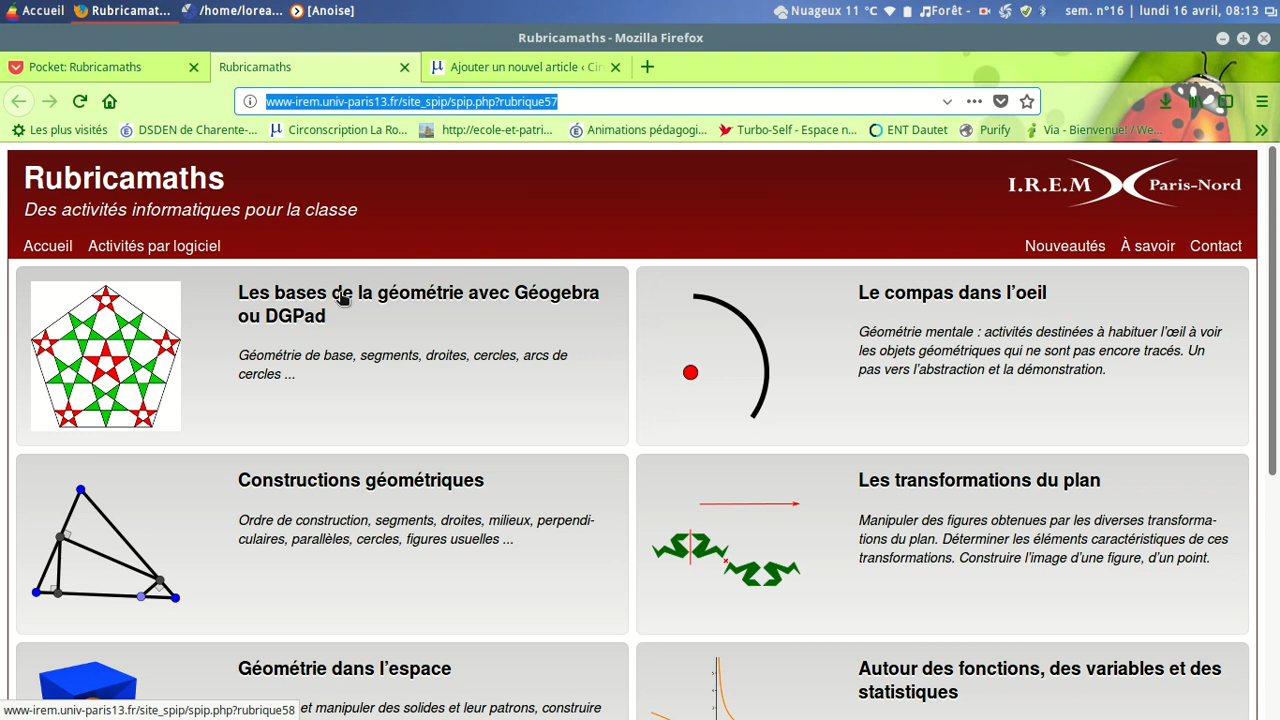 Accueil Rubricamat... /home/lorea... [Anoise] Nuageux 11 °C Forêt - sem. n°16 | lundi 16 avril, 08:13
Rubricamaths - Mozilla Firefox
Pocket: Rubricamaths Rubricamaths Ajouter un nouvel article ‹ Cir
www-irem.univ-paris13.fr/site_spip/spip.php?rubrique57
Les plus visités DSDEN de Charente-... Circonscription La Ro... http://ecole-et-patri... Animations pédagogi... Turbo-Self - Espace n... ENT Dautet Purify Via - Bienvenue! / We...
Rubricamaths
I.R.E.M Paris-Nord
Des activités informatiques pour la classe
Accueil Activités par logiciel Nouveautés À savoir Contact
Les bases de la géométrie avec Géogebra
ou DGPad
Géométrie de base, segments, droites, cercles, arcs de
cercles ...
Le compas dans l'oeil
Géométrie mentale : activités destinées à habituer l'œil à voir
les objets géométriques qui ne sont pas encore tracés. Un
pas vers l'abstraction et la démonstration.
Constructions géométriques
Ordre de construction, segments, droites, milieux, perpendi-
culaires, parallèles, cercles, figures usuelles ...
Les transformations du plan
Manipuler des figures obtenues par les diverses transforma-
tions du plan. Déterminer les éléments caractéristiques de ces
transformations. Construire l'image d'une figure, d'un point.
Géométrie dans l'espace
et manipuler des solides et leur patrons, construire
Autour des fonctions, des variables et des
statistiques
www-irem.univ-paris13.fr/site_spip/spip.php?rubrique58